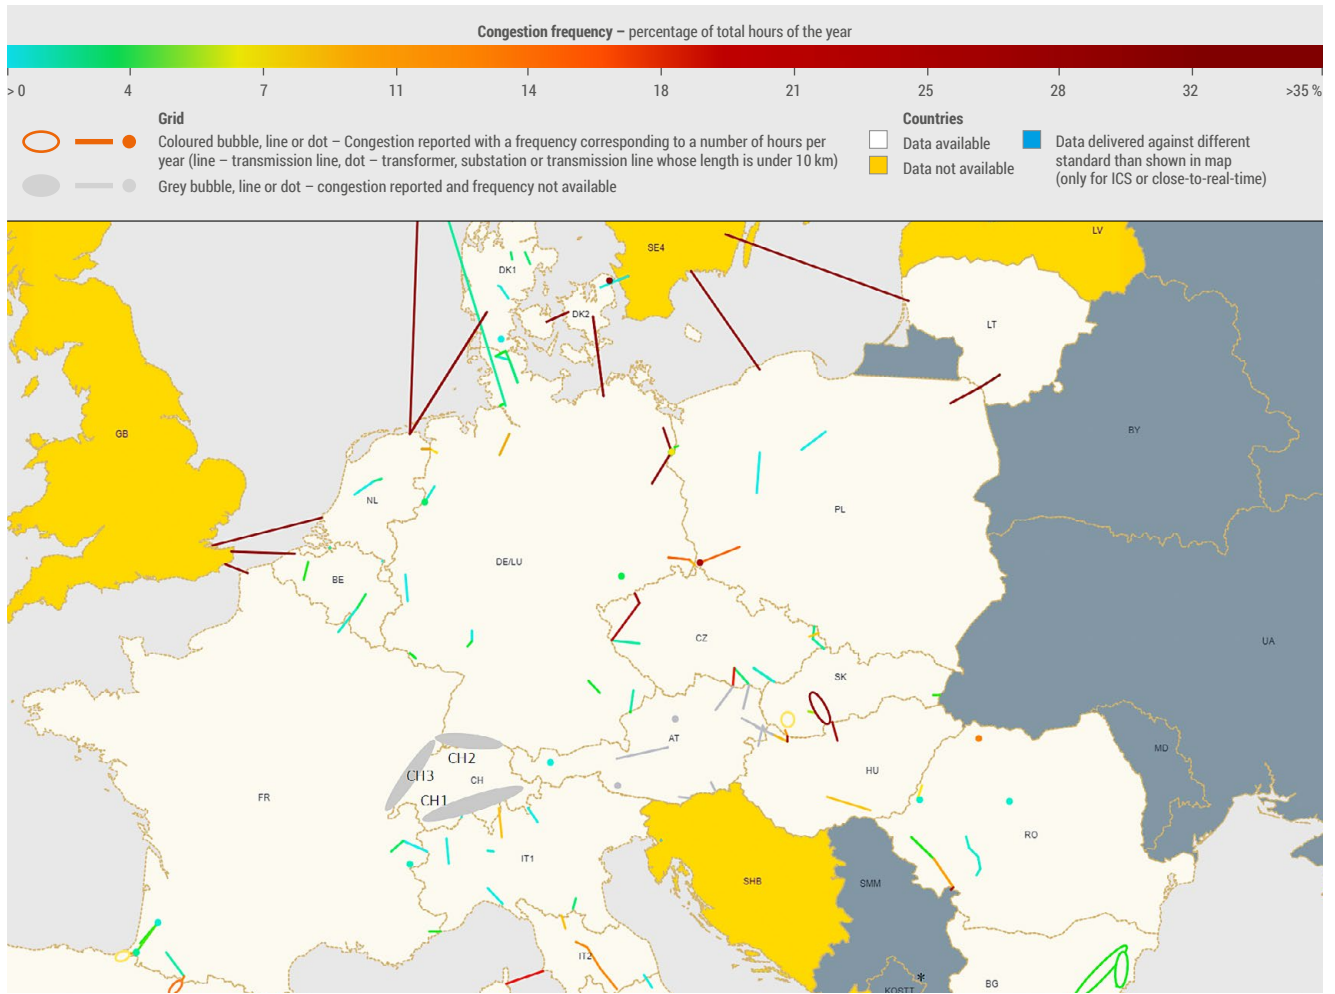 Congestion frequency – percentage of total hours of the year
> 0 4 7 11 14 18 21 25 28 32 >35 %
Grid
Coloured bubble, line or dot – Congestion reported with a frequency corresponding to a number of hours per
year (line – transmission line, dot – transformer, substation or transmission line whose length is under 10 km)
Grey bubble, line or dot – congestion reported and frequency not available
Countries
Data available
Data not available
Data delivered against different
standard than shown in map
(only for ICS or close-to-real-time)
LV
SE4
DK1
DK2
LT
GB
BY
NL
PL
DE/LU
BE
CZ
UA
SK
AT
MD
CH2
CH3
CH
HU
CH1
FR
RO
IT1
SHB
SMM
IT2
*
BG
KOSTT